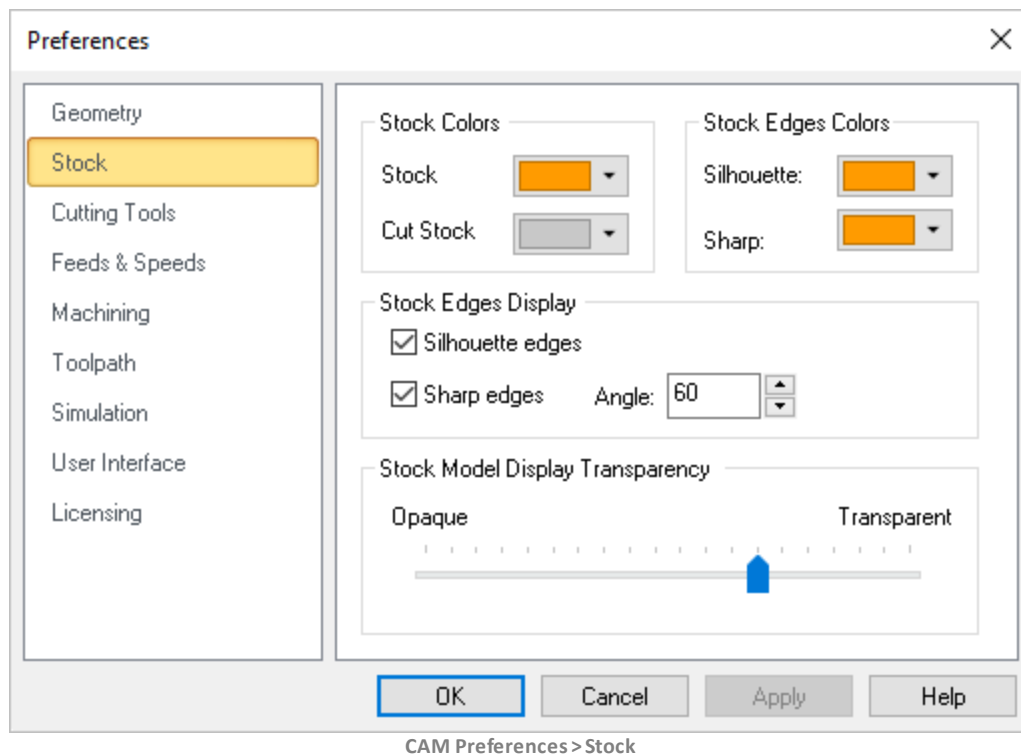 Preferences
Geometry
Stock
Cutting Tools
Feeds & Speeds
Machining
Toolpath
Simulation
User Interface
Licensing
Stock Colors
Stock
Cut Stock
Stock Edges Colors
Silhouette:
Sharp:
Stock Edges Display
Silhouette edges
Sharp edges Angle: 60
Stock Model Display Transparency
Opaque Transparent
OK Cancel Apply Help
CAM Preferences > Stock